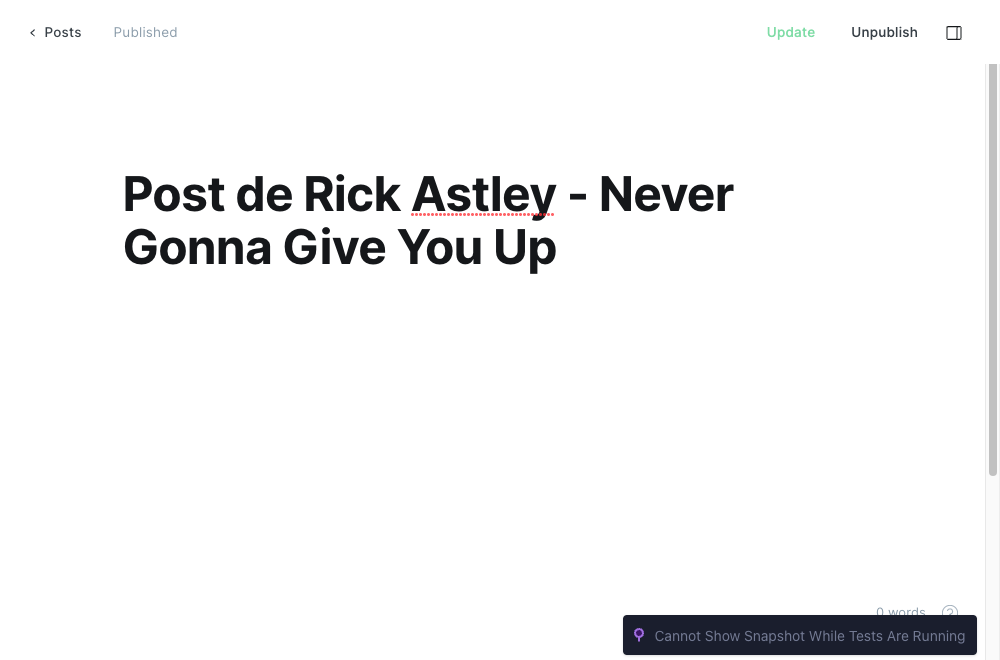 Posts Published Update Unpublish
Post de Rick Astley - Never
Gonna Give You Up
0 words ?
Cannot Show Snapshot While Tests Are Running